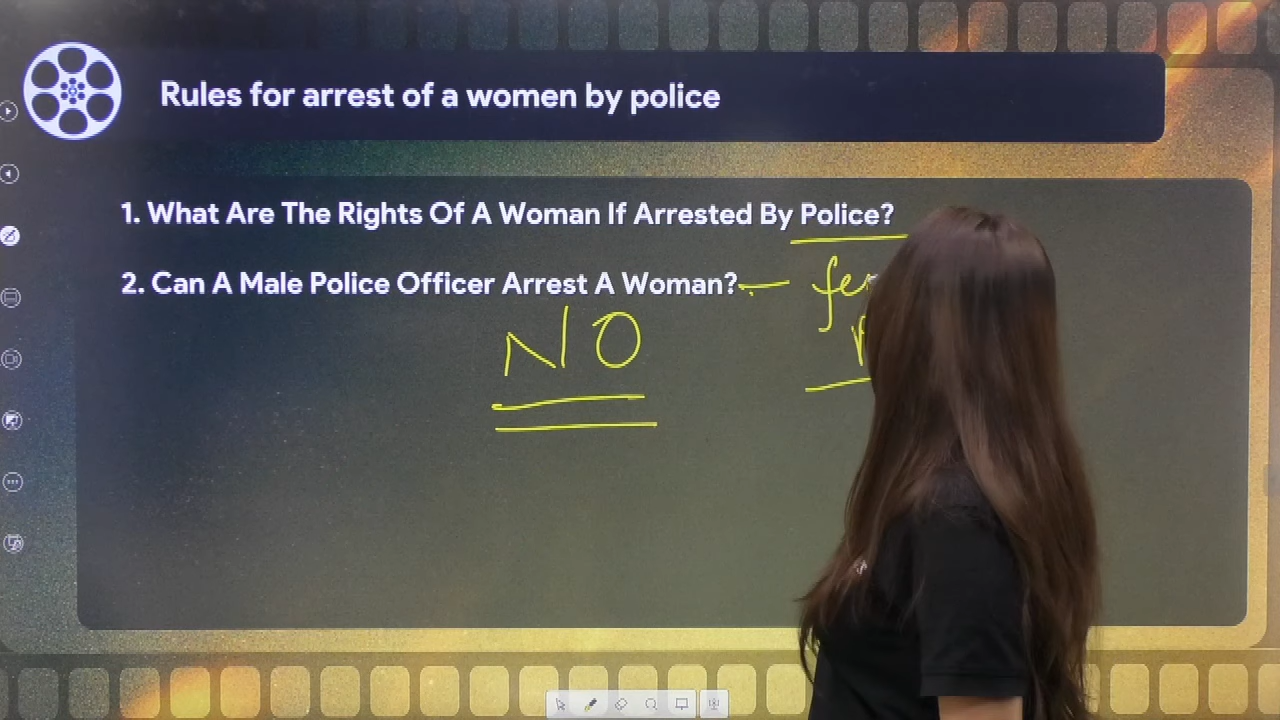 Rules for arrest of a women by police
1. What Are The Rights Of A Woman If Arrested By Police?
2. Can A Male Police Officer Arrest A Woman?
NO